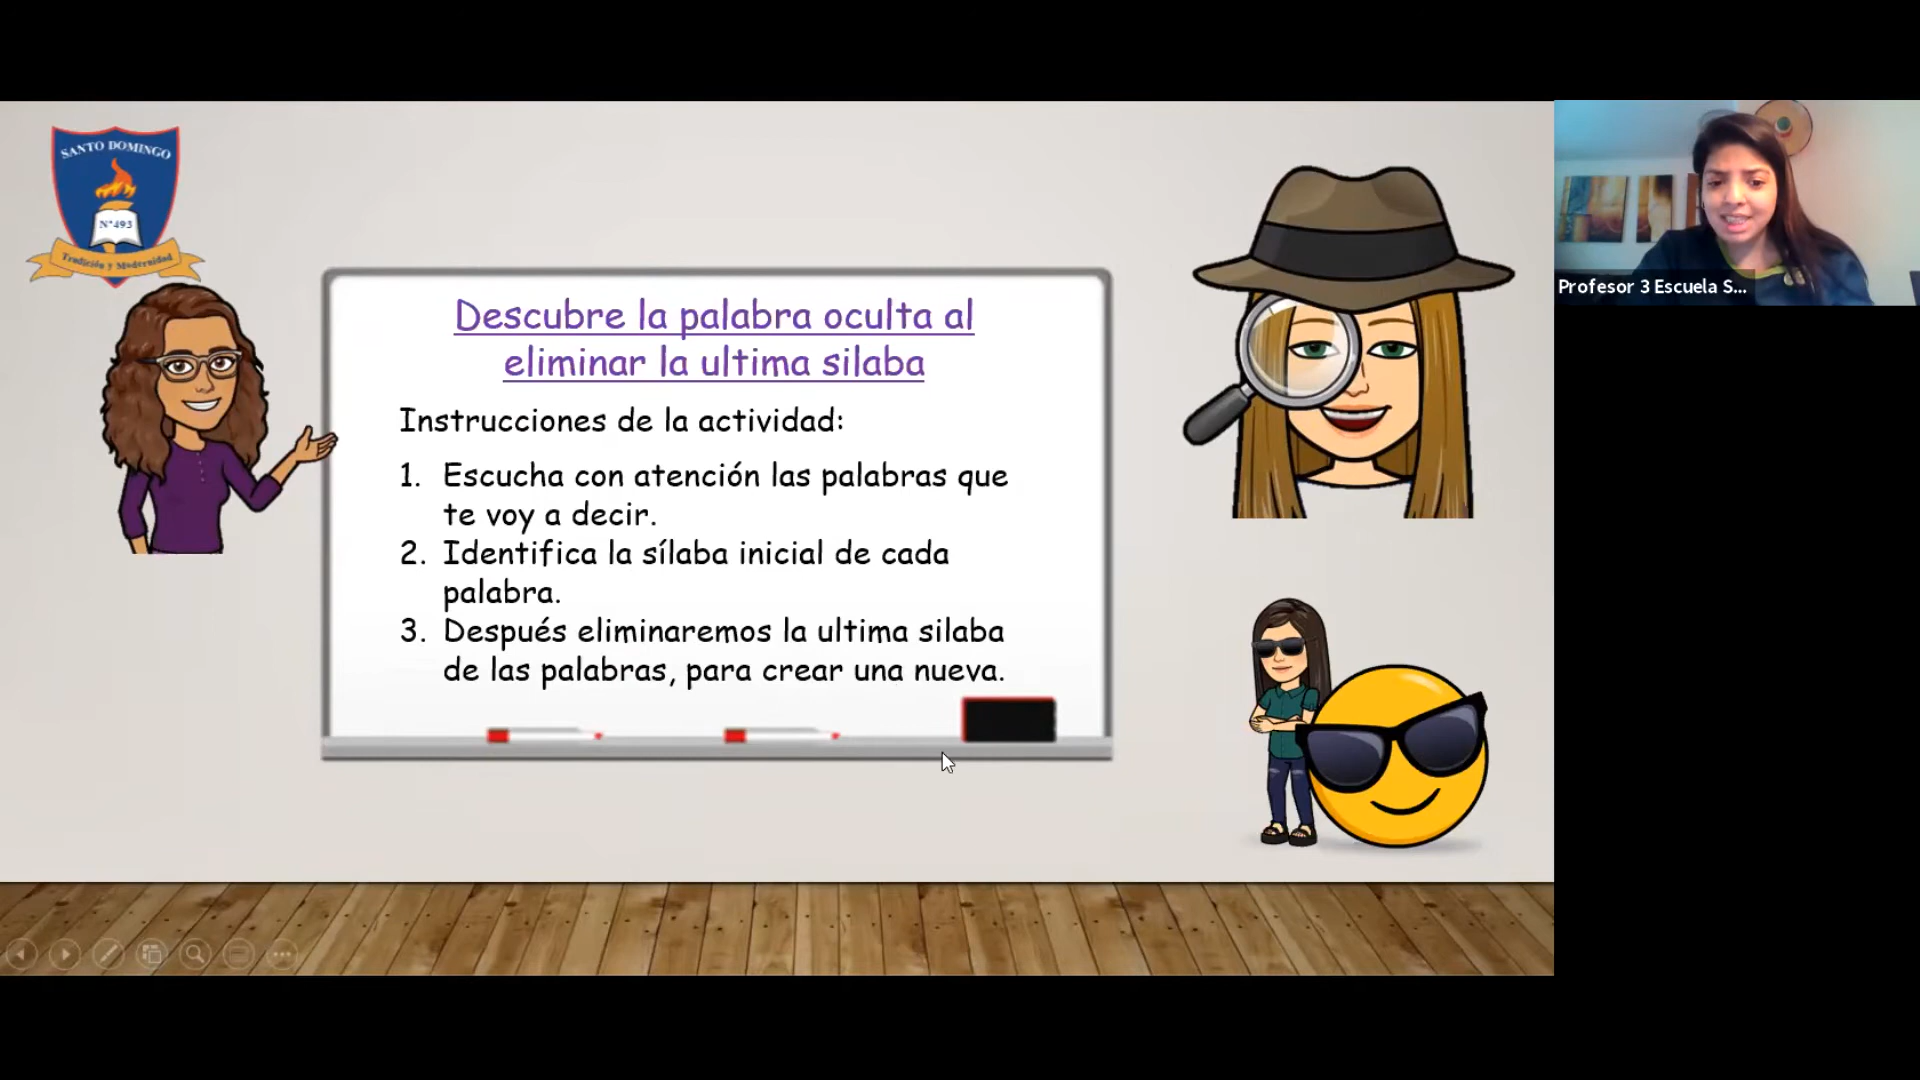 SANTO DOMINGO
N°493
Tradición y Modernidad
Descubre la palabra oculta al
eliminar la ultima silaba
Instrucciones de la actividad:
1. Escucha con atención las palabras que
te voy a decir.
2. Identifica la sílaba inicial de cada
palabra.
3. Después eliminaremos la ultima silaba
de las palabras, para crear una nueva.
Profesor 3 Escuela S...